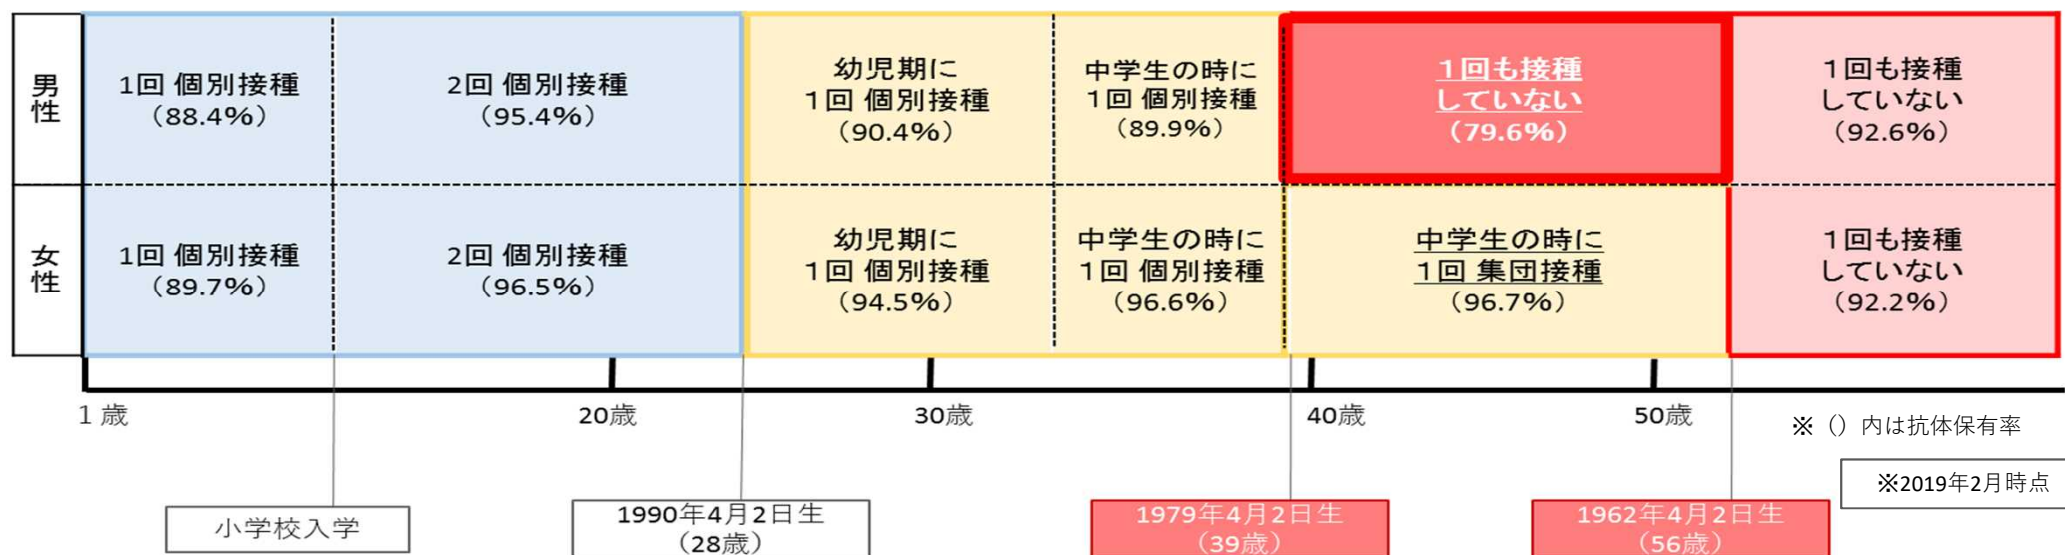 男性
1回 個別接種
（88.4%）
2回 個別接種
（95.4%）
幼児期に
1回 個別接種
（90.4%）
中学生の時に
1回 個別接種
（89.9%）
1回も接種
していない
（79.6%）
1回も接種
していない
（92.6%）
女性
1回 個別接種
（89.7%）
2回 個別接種
（96.5%）
幼児期に
1回 個別接種
（94.5%）
中学生の時に
1回 個別接種
（96.6%）
中学生の時に
1回 集団接種
（96.7%）
1回も接種
していない
（92.2%）
1歳
20歳
30歳
40歳
50歳
※（）内は抗体保有率
※2019年2月時点
小学校入学
1990年4月2日生
（28歳）
1979年4月2日生
（39歳）
1962年4月2日生
（56歳）